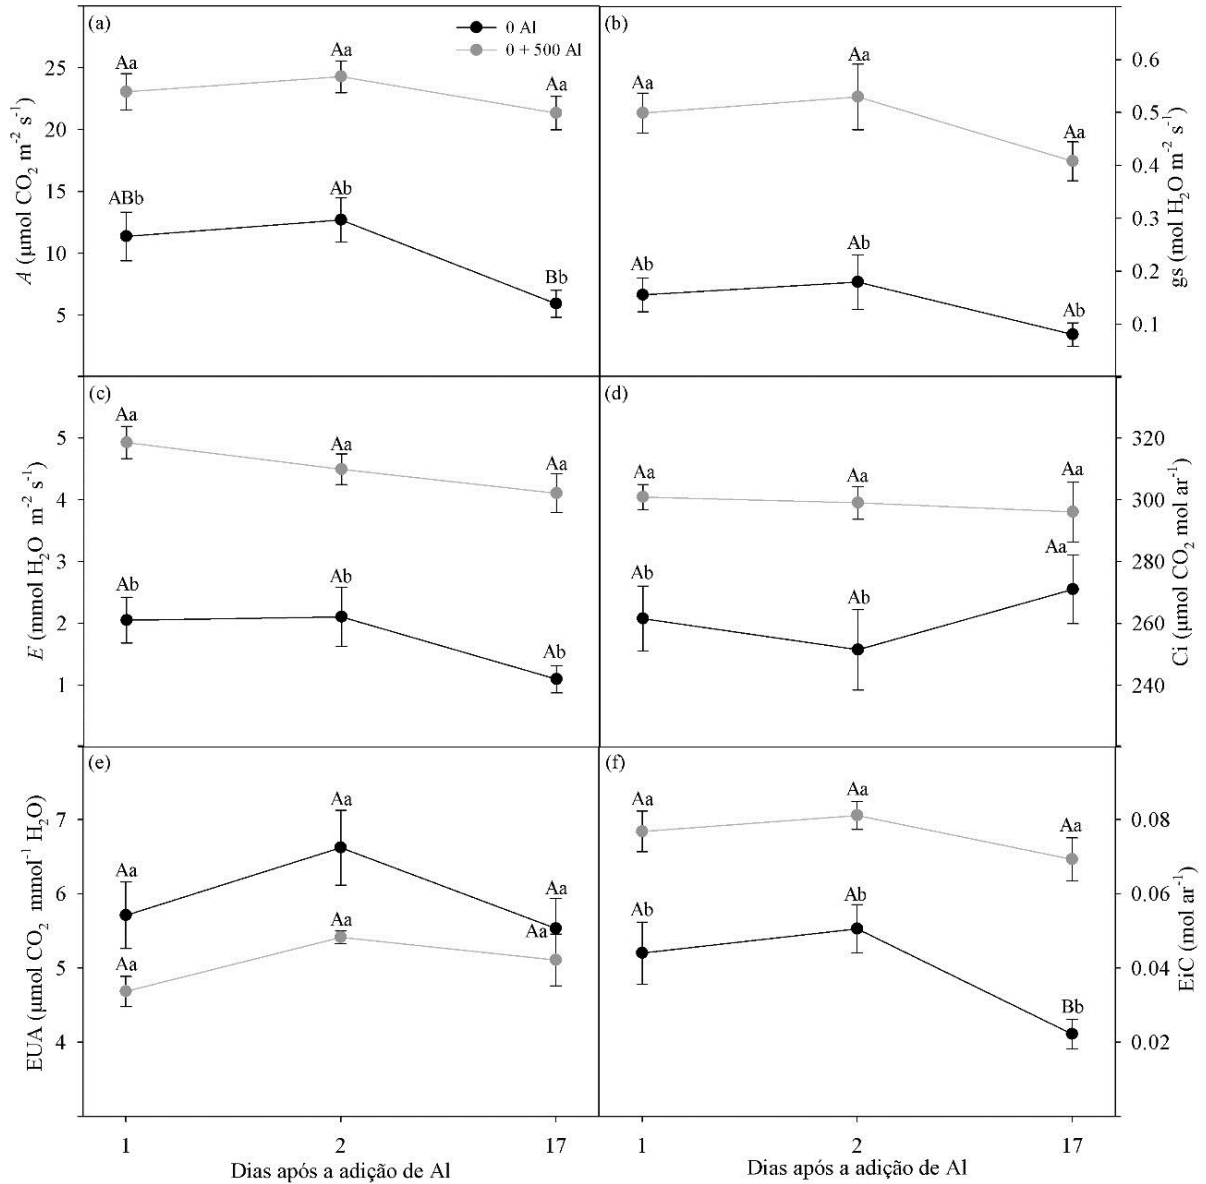 (a)
0 Al
0 + 500 Al
A (μmol CO2 m-2 s-1)
25
20
15
10
5
Aa
Aa
Aa
ABb
Ab
Bb
(b)
gs (mol H2O m-2 s-1)
0.6
0.5
0.4
0.3
0.2
0.1
Aa
Aa
Aa
Ab
Ab
Ab
(c)
E (mmol H2O m-2 s-1)
5
4
3
2
1
Aa
Aa
Aa
Ab
Ab
Ab
(d)
Ci (μmol CO2 mol ar-1)
320
300
280
260
240
Aa
Aa
Aa
Ab
Ab
Aa
(e)
EUA (μmol CO2 mmol-1 H2O)
7
6
5
4
Aa
Aa
Aa
Aa
Aa
Aa
1
2
17
Dias após a adição de Al
(f)
EiC (mol ar-1)
0.08
0.06
0.04
0.02
Aa
Aa
Aa
Ab
Ab
Bb
1
2
17
Dias após a adição de Al